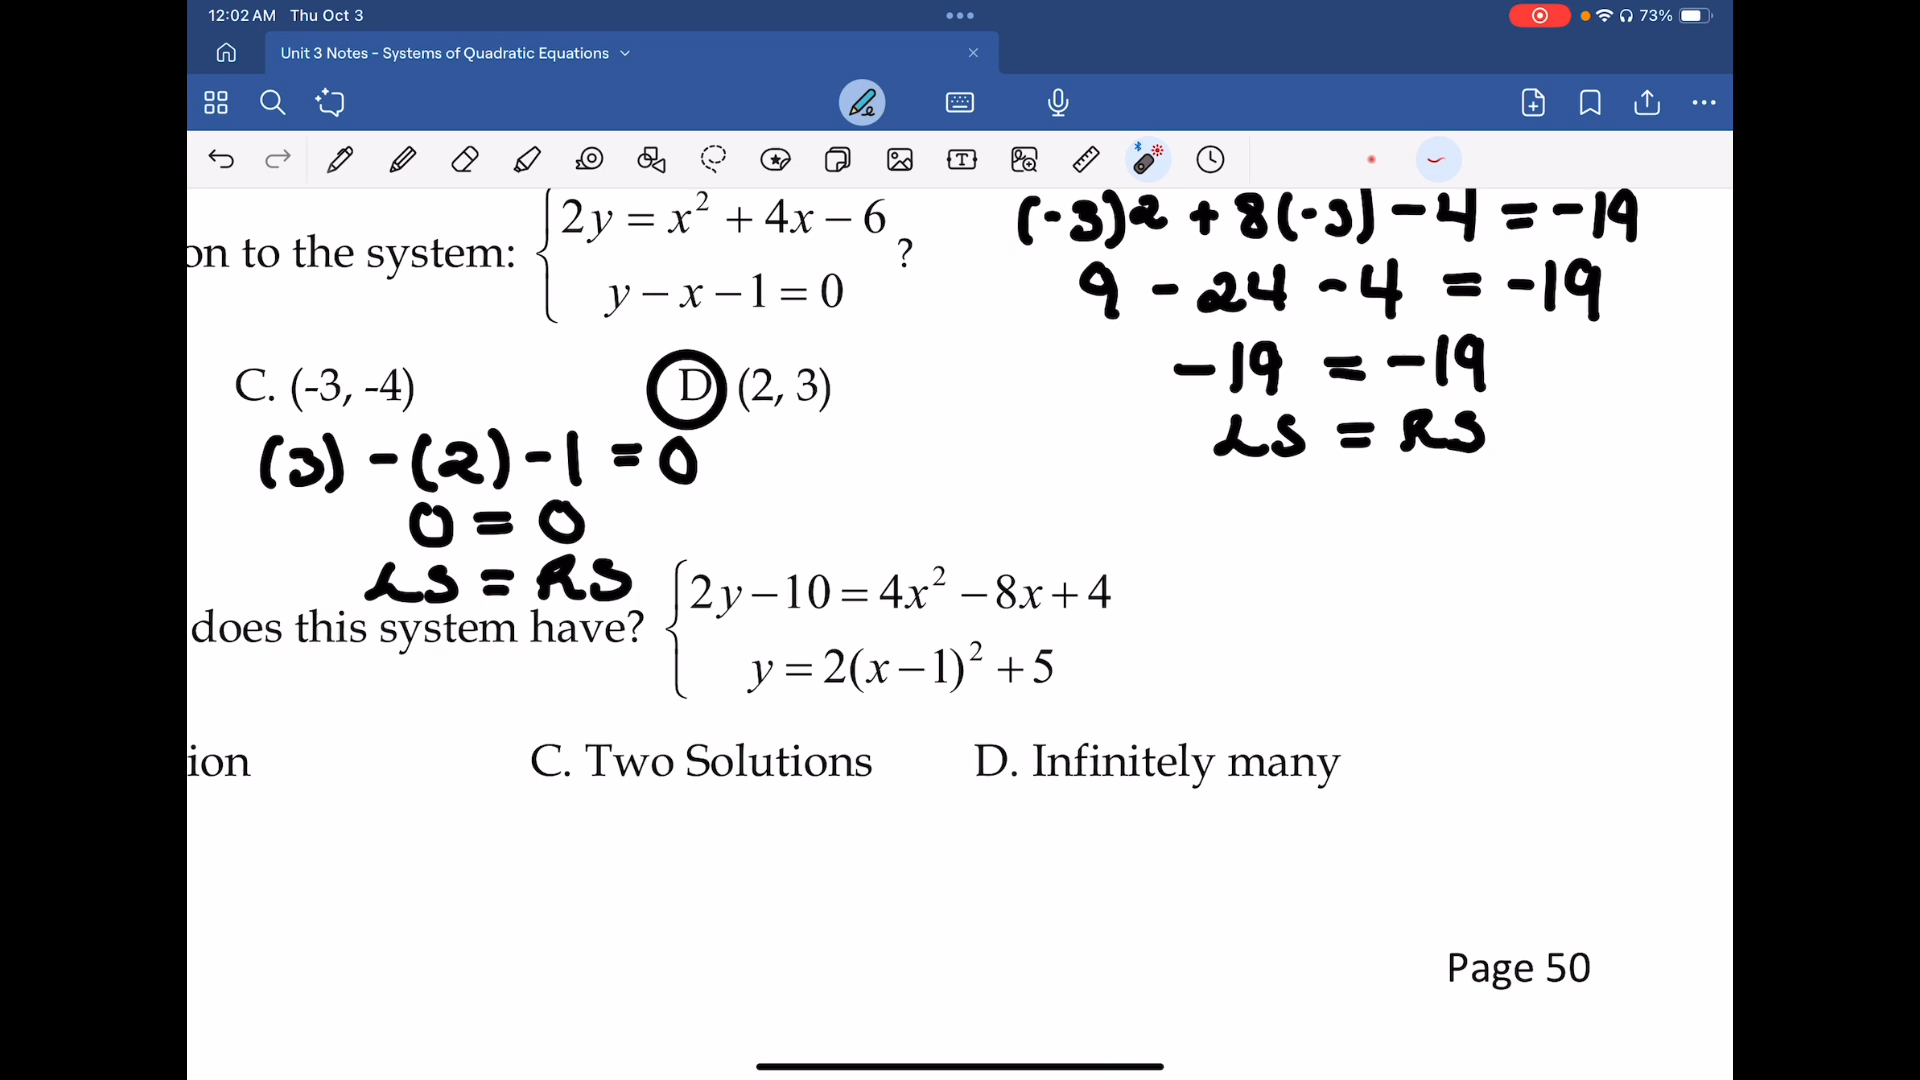 12:02 AM Thu Oct 3
73%
Unit 3 Notes - Systems of Quadratic Equations
on to the system: { 2y = x² + 4x − 6
y − x − 1 = 0 ?
C. (-3, -4) D (2, 3)
(3) - (2) - 1 = 0
0 = 0
LS = RS
(-3)2 + 8(-3) - 4 = -19
9 - 24 - 4 = -19
-19 = -19
LS = RS
does this system have? { 2y − 10 = 4x² − 8x + 4
y = 2(x − 1)² + 5
ion C. Two Solutions D. Infinitely many
Page 50